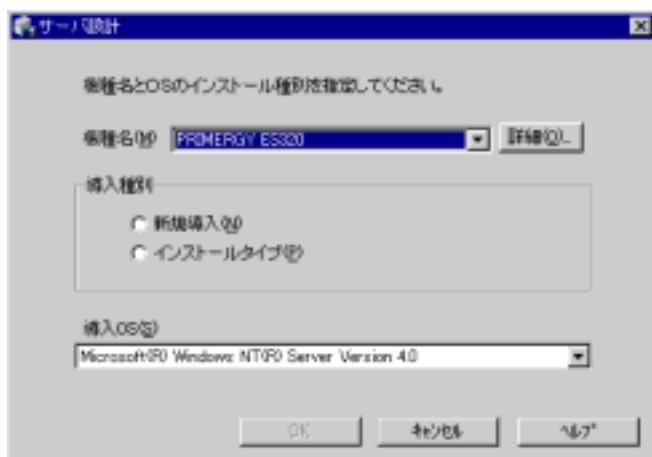 サーバ設計
機種名とOSのインストール種別を指定してください。
機種名(M) PRIMERGY ES320 詳細(D)...
導入種別
新規導入(N)
インストールタイプ(P)
導入OS(S)
Microsoft(R) Windows NT(R) Server Version 4.0
OK キャンセル ヘルプ